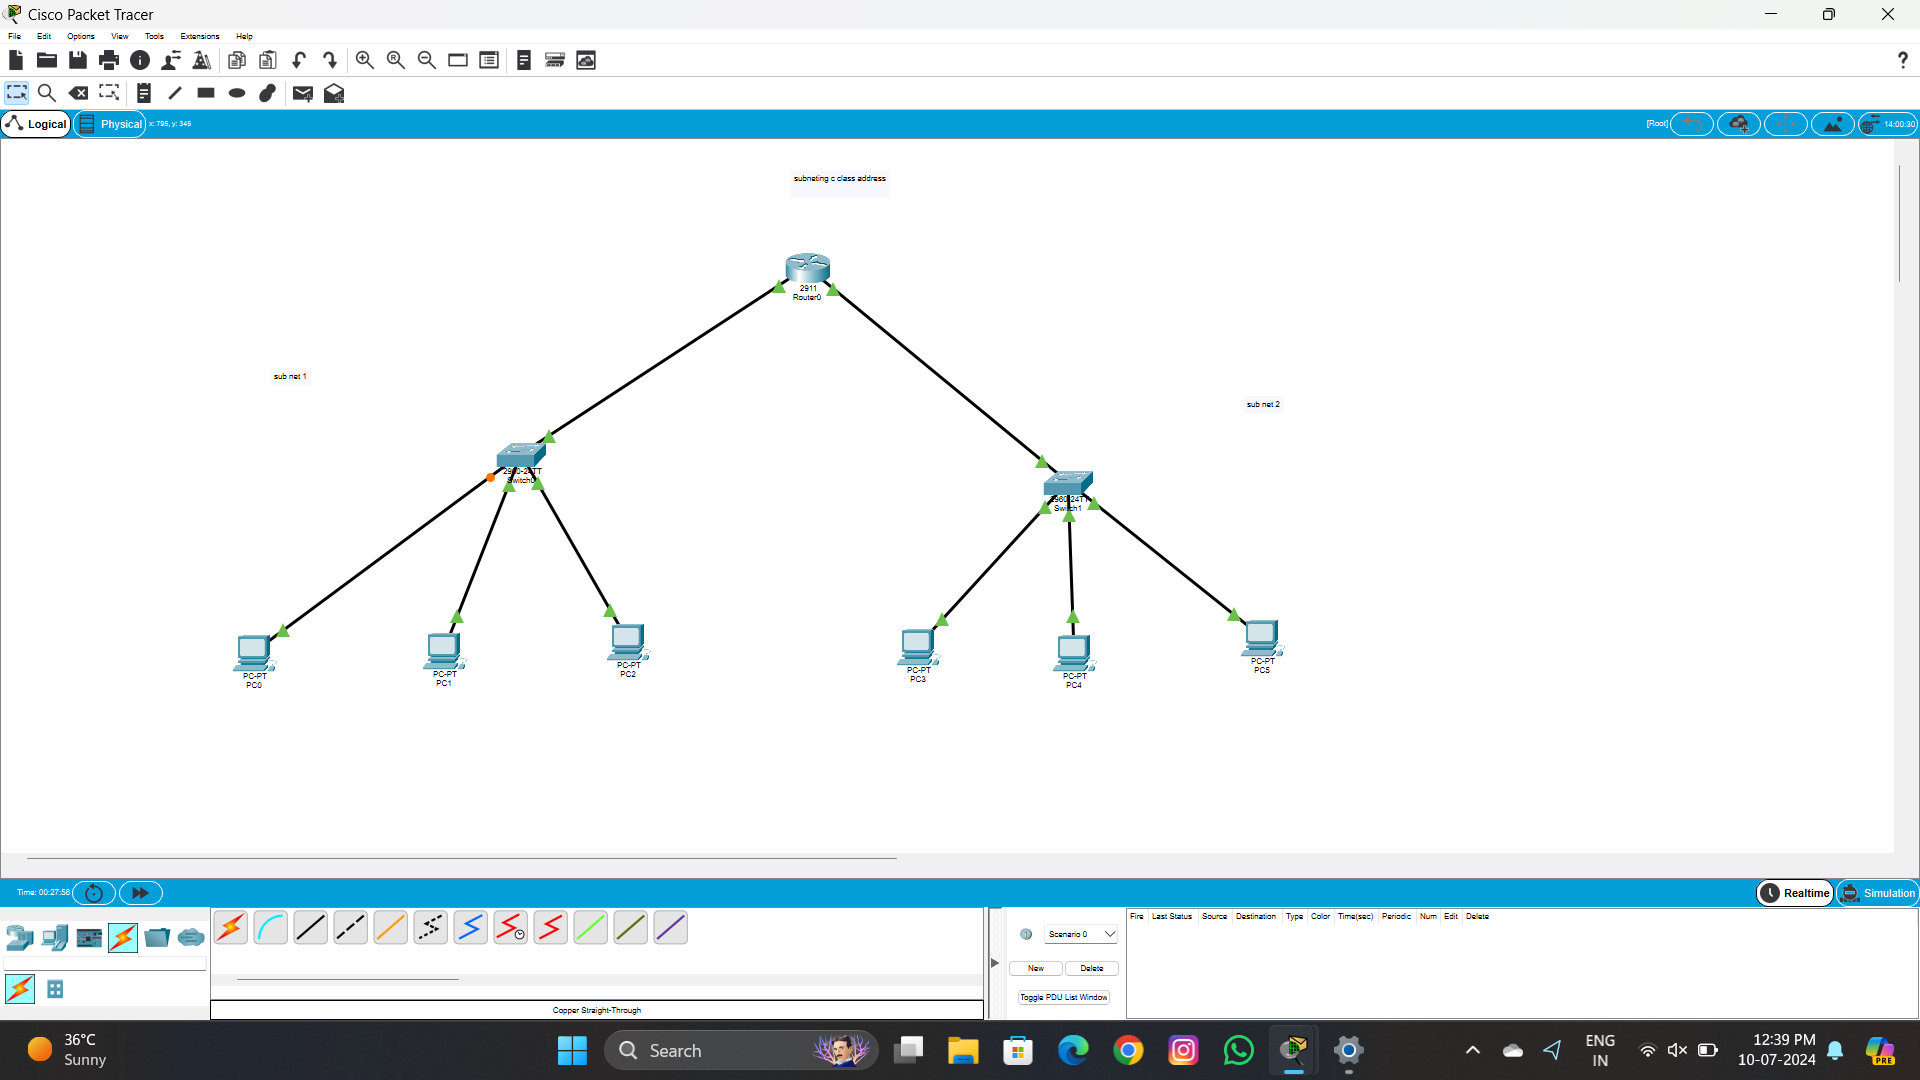 Cisco Packet Tracer
File Edit Options View Tools Extensions Help
Logical Physical x: 795, y: 345 [Root] 14:00:30
subneting c class address
2911
Router0
sub net 1
sub net 2
2960-24TT
Switch0
2960-24TT
Switch1
PC-PT
PC0
PC-PT
PC1
PC-PT
PC2
PC-PT
PC3
PC-PT
PC4
PC-PT
PC5
Time: 00:27:56 Realtime Simulation
Scenario 0
New Delete
Toggle PDU List Window
Fire Last Status Source Destination Type Color Time(sec) Periodic Num Edit Delete
Copper Straight-Through
36°C
Sunny
Search
ENG
IN
12:39 PM
10-07-2024
PRE